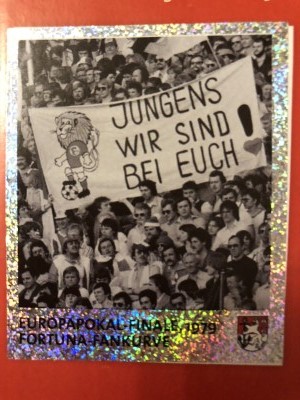 JUNGENS
WIR SIND !
BEI EUCH
EUROPAPOKAL-FINALE 1979
FORTUNA-FANKURVE